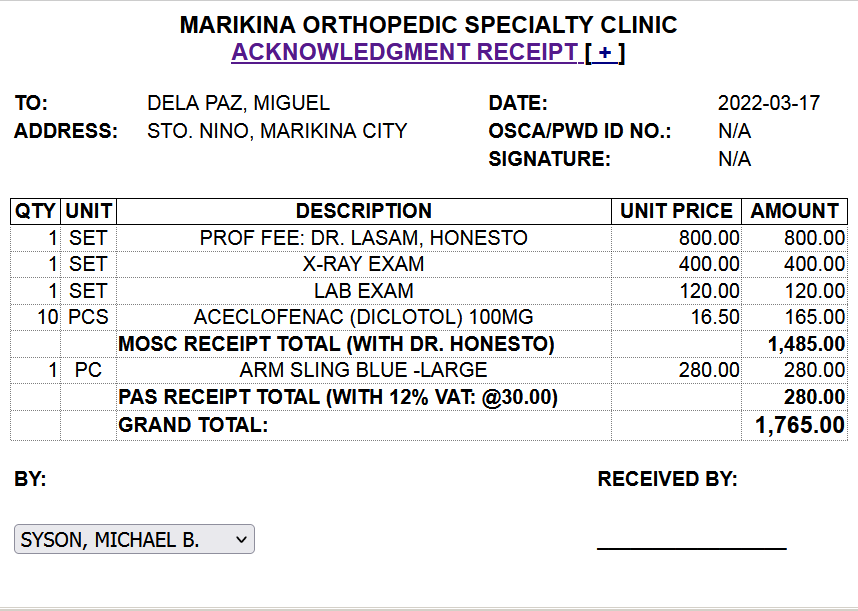 MARIKINA ORTHOPEDIC SPECIALTY CLINIC
ACKNOWLEDGMENT RECEIPT [ + ]
TO: DELA PAZ, MIGUEL DATE: 2022-03-17
ADDRESS: STO. NINO, MARIKINA CITY OSCA/PWD ID NO.: N/A
SIGNATURE: N/A
QTY UNIT DESCRIPTION UNIT PRICE AMOUNT
1 SET PROF FEE: DR. LASAM, HONESTO 800.00 800.00
1 SET X-RAY EXAM 400.00 400.00
1 SET LAB EXAM 120.00 120.00
10 PCS ACECLOFENAC (DICLOTOL) 100MG 16.50 165.00
MOSC RECEIPT TOTAL (WITH DR. HONESTO) 1,485.00
1 PC ARM SLING BLUE -LARGE 280.00 280.00
PAS RECEIPT TOTAL (WITH 12% VAT: @30.00) 280.00
GRAND TOTAL: 1,765.00
BY: RECEIVED BY:
SYSON, MICHAEL B.